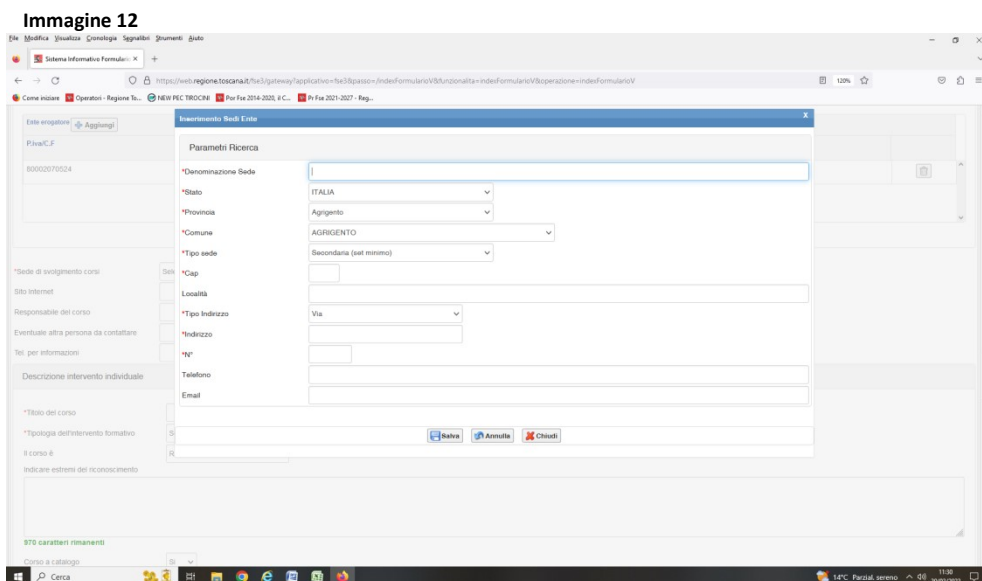 Immagine 12
File Modifica Visualizza Cronologia Segnalibri Strumenti Aiuto
Sistema Informativo Formulario
https://web.regione.toscana.it/fse3/gateway?applicativo=fse3&passo=/indexFormularioV&funzionalita=indexFormularioV&operazione=indexFormularioV
120%
Come iniziare Operatori - Regione To... NEW PEC TIROCINI Por Fse 2014-2020, il C... Pr Fse 2021-2027 - Reg...
Ente erogatore Aggiungi
P.Iva/C.F
80002070524
Inserimento Sedi Ente X
Parametri Ricerca
*Denominazione Sede
*Stato ITALIA
*Provincia Agrigento
*Comune AGRIGENTO
*Tipo sede Secondaria (set minimo)
*Cap
Località
*Tipo Indirizzo Via
*Indirizzo
*N°
Telefono
Email
Salva Annulla Chiudi
*Sede di svolgimento corsi
Sito Internet
Responsabile del corso
Eventuale altra persona da contattare
Tel. per informazioni
Descrizione intervento individuale
*Titolo del corso
*Tipologia dell'intervento formativo
Il corso è
Indicare estremi del riconoscimento
970 caratteri rimanenti
Corso a catalogo
Cerca
14°C Parzial. sereno
11:30